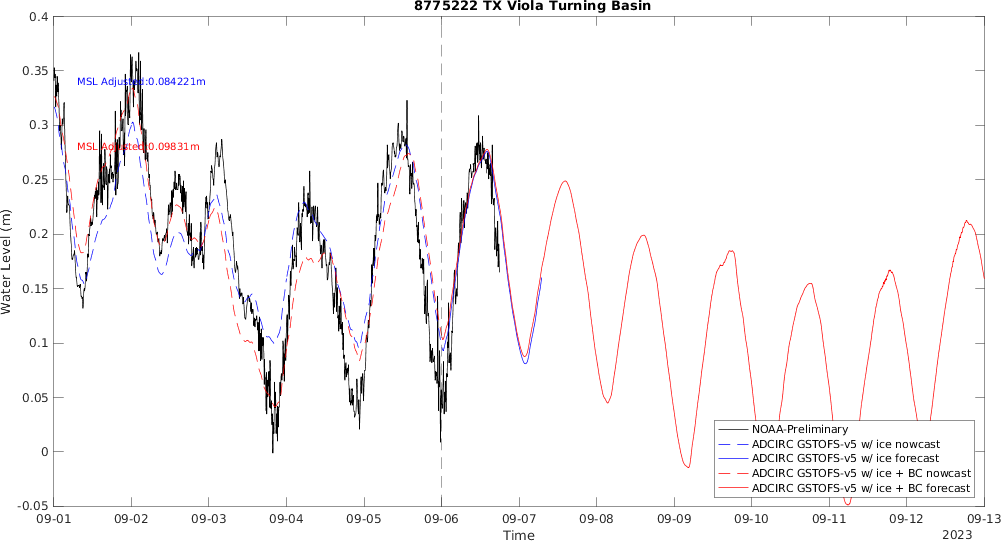 8775222 TX Viola Turning Basin
0.4
0.35
0.3
0.25
0.2
0.15
0.1
0.05
0
-0.05
Water Level (m)
MSL Adjusted:0.084221m
MSL Adjusted:0.09831m
NOAA-Preliminary
ADCIRC GSTOFS-v5 w/ ice nowcast
ADCIRC GSTOFS-v5 w/ ice forecast
ADCIRC GSTOFS-v5 w/ ice + BC nowcast
ADCIRC GSTOFS-v5 w/ ice + BC forecast
09-01 09-02 09-03 09-04 09-05 09-06 09-07 09-08 09-09 09-10 09-11 09-12 09-13
Time
2023